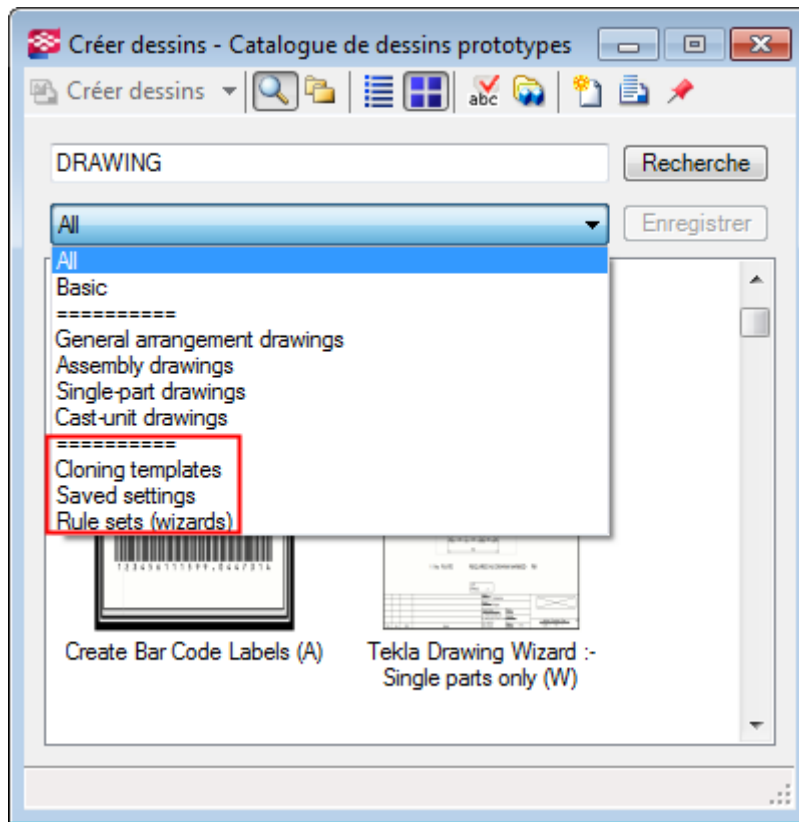 Créer dessins - Catalogue de dessins prototypes
Créer dessins
abc
DRAWING
Recherche
All
Enregistrer
All
Basic
==========
General arrangement drawings
Assembly drawings
Single-part drawings
Cast-unit drawings
==========
Cloning templates
Saved settings
Rule sets (wizards)
Create Bar Code Labels (A)
Tekla Drawing Wizard :-
Single parts only (W)